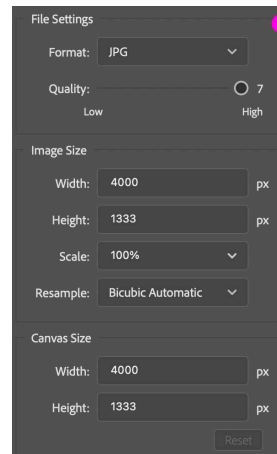 File Settings
Format: JPG
Quality: 7
Low High
Image Size
Width: 4000 px
Height: 1333 px
Scale: 100%
Resample: Bicubic Automatic
Canvas Size
Width: 4000 px
Height: 1333 px
Reset